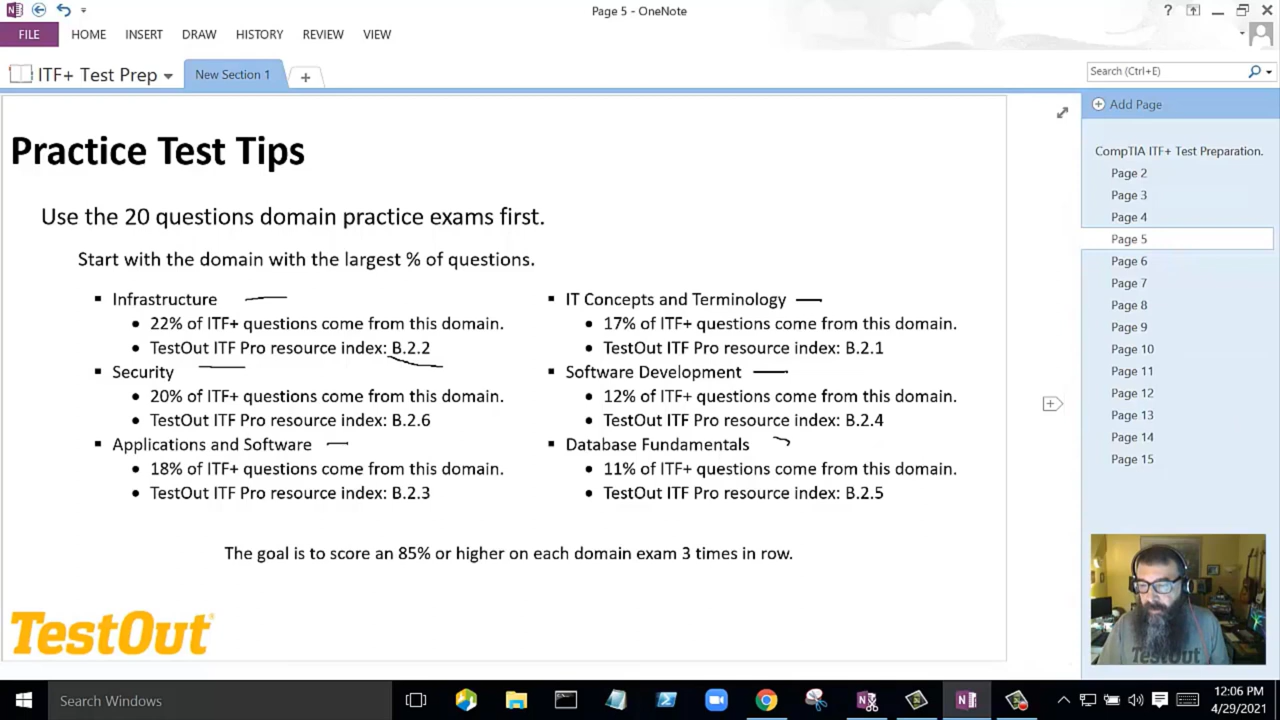 Page 5 - OneNote
FILE HOME INSERT DRAW HISTORY REVIEW VIEW
ITF+ Test Prep New Section 1
Search (Ctrl+E)
Add Page
CompTIA ITF+ Test Preparation.
Page 2
Page 3
Page 4
Page 5
Page 6
Page 7
Page 8
Page 9
Page 10
Page 11
Page 12
Page 13
Page 14
Page 15
Practice Test Tips
Use the 20 questions domain practice exams first.
Start with the domain with the largest % of questions.
▪ Infrastructure
• 22% of ITF+ questions come from this domain.
• TestOut ITF Pro resource index: B.2.2
▪ Security
• 20% of ITF+ questions come from this domain.
• TestOut ITF Pro resource index: B.2.6
▪ Applications and Software
• 18% of ITF+ questions come from this domain.
• TestOut ITF Pro resource index: B.2.3
▪ IT Concepts and Terminology
• 17% of ITF+ questions come from this domain.
• TestOut ITF Pro resource index: B.2.1
▪ Software Development
• 12% of ITF+ questions come from this domain.
• TestOut ITF Pro resource index: B.2.4
▪ Database Fundamentals
• 11% of ITF+ questions come from this domain.
• TestOut ITF Pro resource index: B.2.5
The goal is to score an 85% or higher on each domain exam 3 times in row.
TestOut®
TestOut
Search Windows
12:06 PM
4/29/2021